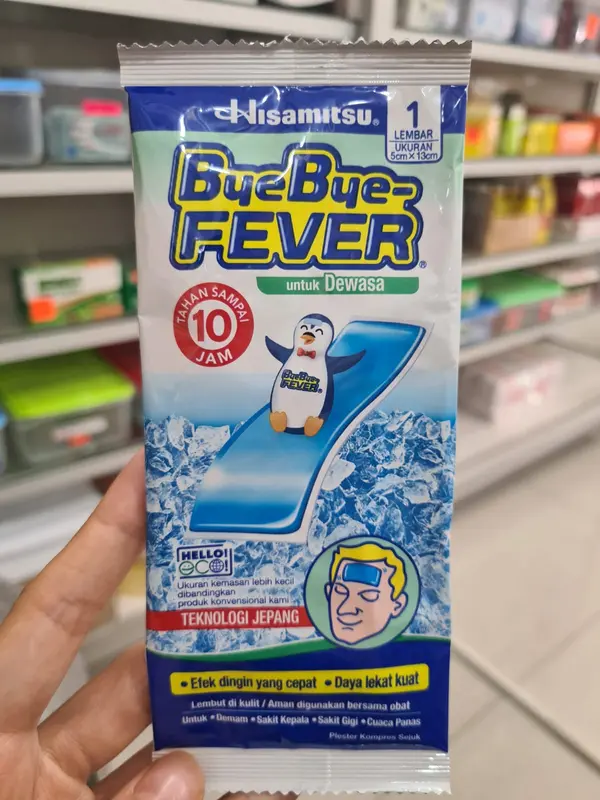 Hisamitsu®
1
LEMBAR
UKURAN
5cm×13cm
ByeBye-
FEVER®
untuk Dewasa
TAHAN SAMPAI
10
JAM
ByeBye-
FEVER®
HELLO!
eco!
Ukuran kemasan lebih kecil
dibandingkan
produk konvensional kami
TEKNOLOGI JEPANG
• Efek dingin yang cepat • Daya lekat kuat
Lembut di kulit / Aman digunakan bersama obat
Untuk • Demam • Sakit Kepala • Sakit Gigi • Cuaca Panas
Plester Kompres Sejuk